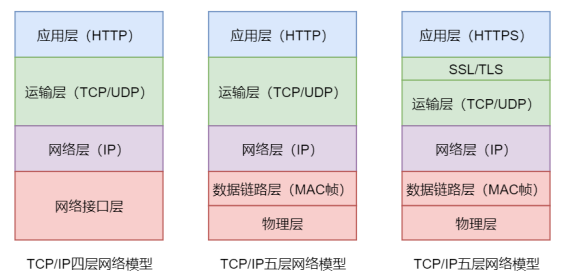 应用层（HTTP）
运输层（TCP/UDP）
网络层（IP）
网络接口层
TCP/IP四层网络模型
应用层（HTTP）
运输层（TCP/UDP）
网络层（IP）
数据链路层（MAC帧）
物理层
TCP/IP五层网络模型
应用层（HTTPS）
SSL/TLS
运输层（TCP/UDP）
网络层（IP）
数据链路层（MAC帧）
物理层
TCP/IP五层网络模型